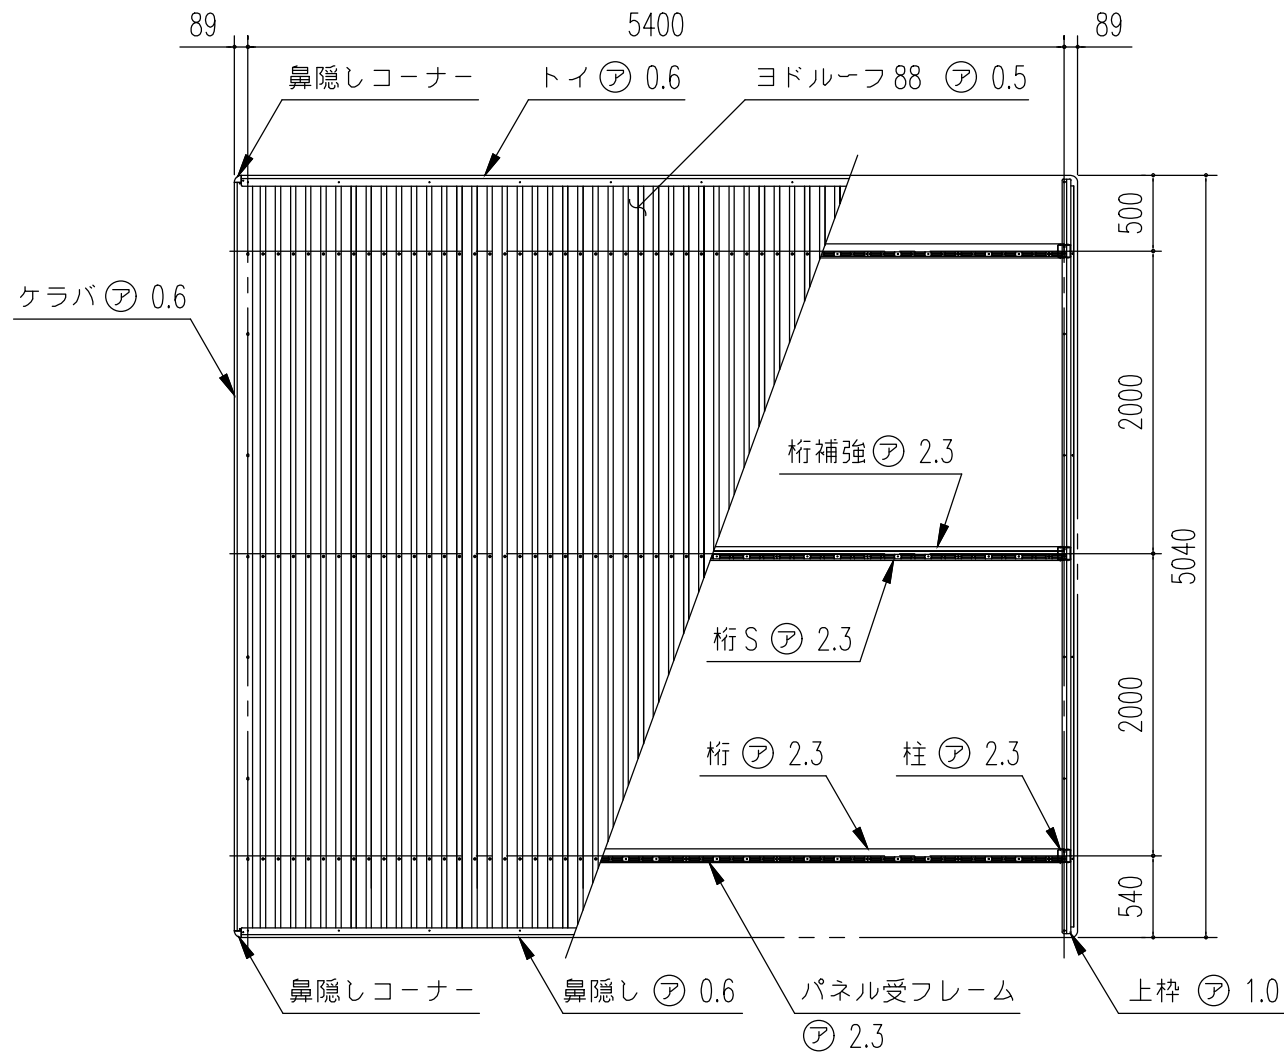 89
5400
89
鼻隠しコーナー
トイ ㋐ 0.6
ヨドルーフ88 ㋐ 0.5
500
ケラバ ㋐ 0.6
2000
桁補強 ㋐ 2.3
5040
桁S ㋐ 2.3
2000
桁 ㋐ 2.3
柱 ㋐ 2.3
540
鼻隠しコーナー
鼻隠し ㋐ 0.6
パネル受フレーム
㋐ 2.3
上枠 ㋐ 1.0